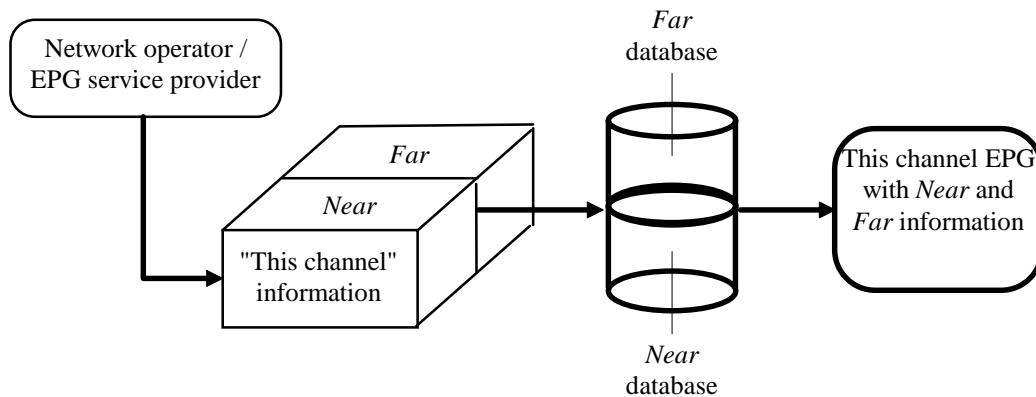 Network operator /
EPG service provider
Far
Near
"This channel"
information
Far
database
Near
database
This channel EPG
with Near and
Far information